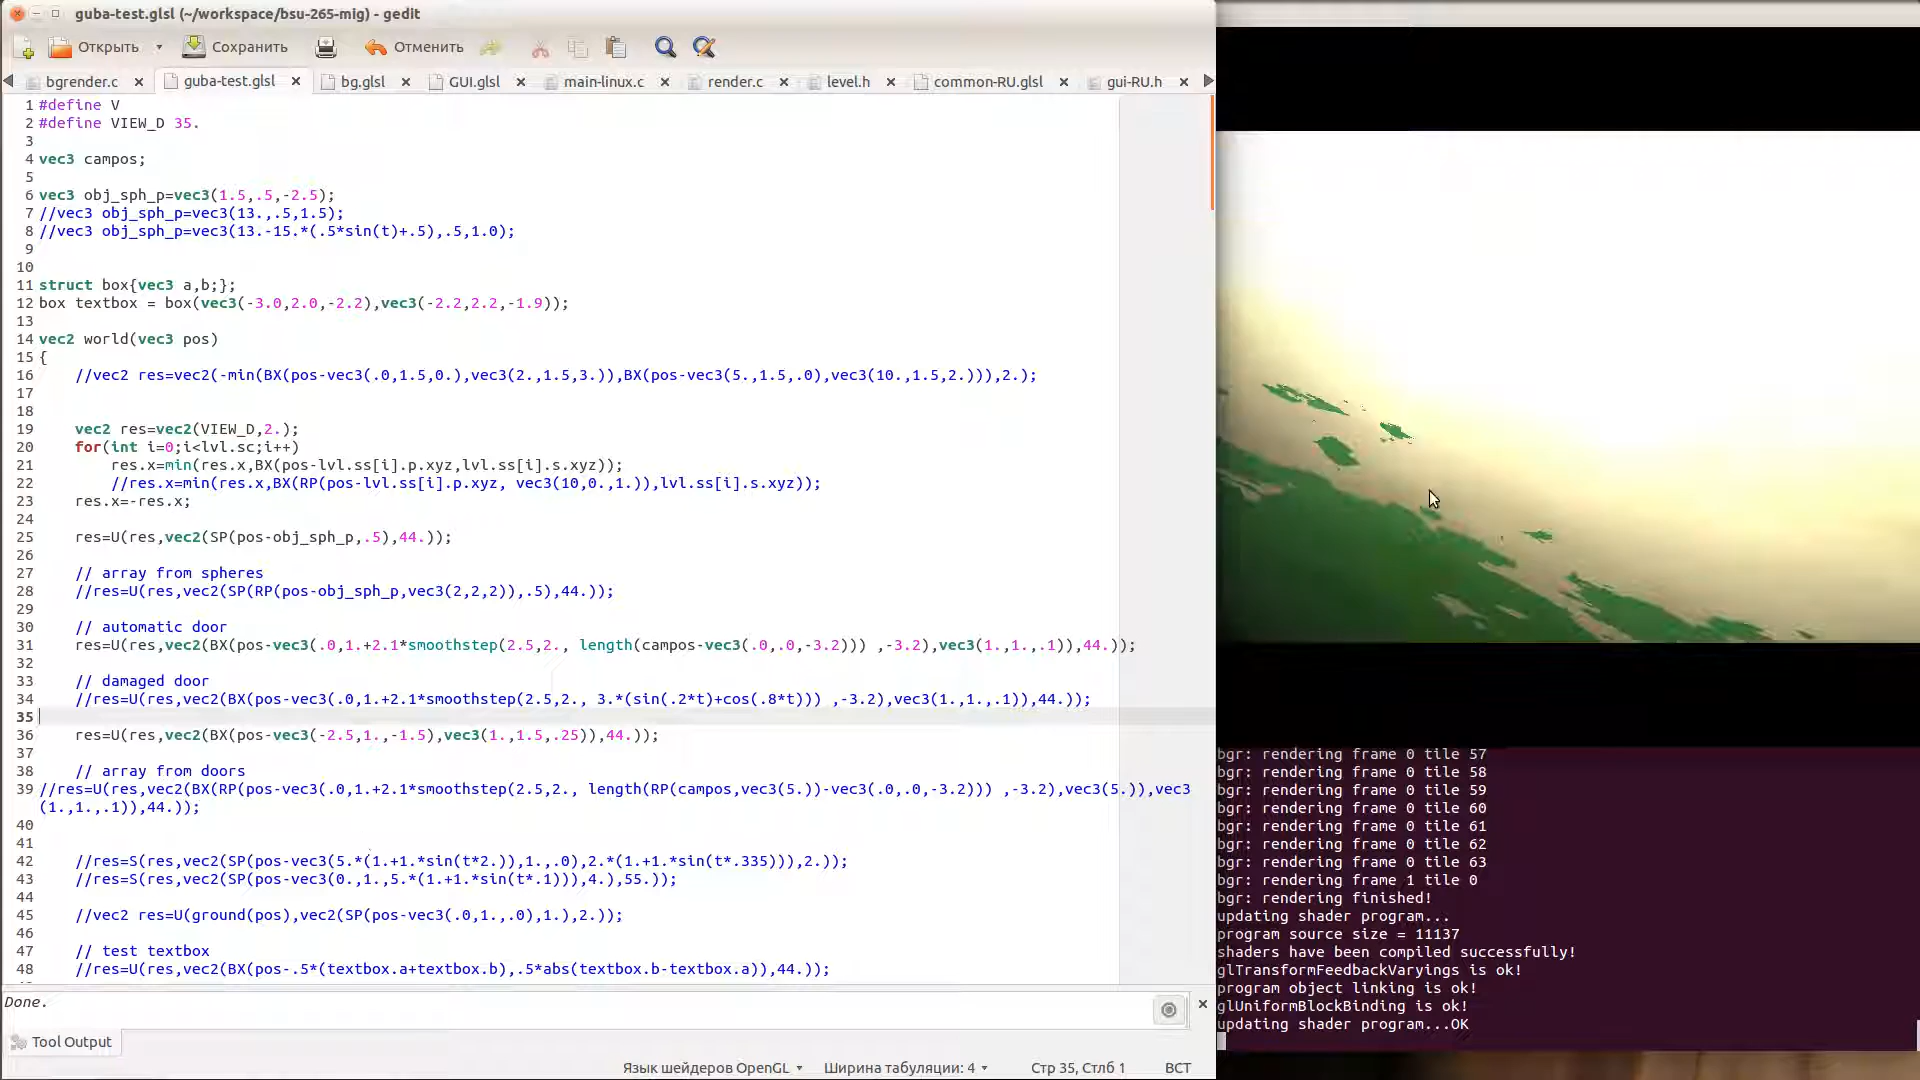 guba-test.glsl (~/workspace/bsu-265-mig) - gedit
Открыть Сохранить Отменить
bgrender.c guba-test.glsl bg.glsl GUI.glsl main-linux.c render.c level.h common-RU.glsl gui-RU.h
1 #define V
2 #define VIEW_D 35.
3
4 vec3 campos;
5
6 vec3 obj_sph_p=vec3(1.5,.5,-2.5);
7 //vec3 obj_sph_p=vec3(13.,.5,1.5);
8 //vec3 obj_sph_p=vec3(13.-15.*(.5*sin(t)+.5),.5,1.0);
9
10
11 struct box{vec3 a,b;};
12 box textbox = box(vec3(-3.0,2.0,-2.2),vec3(-2.2,2.2,-1.9));
13
14 vec2 world(vec3 pos)
15 {
16 //vec2 res=vec2(-min(BX(pos-vec3(.0,1.5,0.),vec3(2.,1.5,3.)),BX(pos-vec3(5.,1.5,.0),vec3(10.,1.5,2.))),2.);
17
18
19 vec2 res=vec2(VIEW_D,2.);
20 for(int i=0;i<lvl.sc;i++)
21 res.x=min(res.x,BX(pos-lvl.ss[i].p.xyz,lvl.ss[i].s.xyz));
22 //res.x=min(res.x,BX(RP(pos-lvl.ss[i].p.xyz, vec3(10,0.,1.)),lvl.ss[i].s.xyz));
23 res.x=-res.x;
24
25 res=U(res,vec2(SP(pos-obj_sph_p,.5),44.));
26
27 // array from spheres
28 //res=U(res,vec2(SP(RP(pos-obj_sph_p,vec3(2,2,2)),.5),44.));
29
30 // automatic door
31 res=U(res,vec2(BX(pos-vec3(.0,1.+2.1*smoothstep(2.5,2., length(campos-vec3(.0,.0,-3.2))) ,-3.2),vec3(1.,1.,.1)),44.));
32
33 // damaged door
34 //res=U(res,vec2(BX(pos-vec3(.0,1.+2.1*smoothstep(2.5,2., 3.*(sin(.2*t)+cos(.8*t))) ,-3.2),vec3(1.,1.,.1)),44.));
35
36 res=U(res,vec2(BX(pos-vec3(-2.5,1.,-1.5),vec3(1.,1.5,.25)),44.));
37
38 // array from doors
39 //res=U(res,vec2(BX(RP(pos-vec3(.0,1.+2.1*smoothstep(2.5,2., length(RP(campos,vec3(5.))-vec3(.0,.0,-3.2))) ,-3.2),vec3(5.)),vec3
(1.,1.,.1)),44.));
40
41
42 //res=S(res,vec2(SP(pos-vec3(5.*(1.+1.*sin(t*2.)),1.,.0),2.*(1.+1.*sin(t*.335))),2.));
43 //res=S(res,vec2(SP(pos-vec3(0.,1.,5.*(1.+1.*sin(t*.1))),4.),55.));
44
45 //vec2 res=U(ground(pos),vec2(SP(pos-vec3(.0,1.,.0),1.),2.));
46
47 // test textbox
48 //res=U(res,vec2(BX(pos-.5*(textbox.a+textbox.b),.5*abs(textbox.b-textbox.a)),44.));
Done.
Tool Output
Язык шейдеров OpenGL Ширина табуляции: 4 Стр 35, Стлб 1 ВСТ
bgr: rendering frame 0 tile 57
bgr: rendering frame 0 tile 58
bgr: rendering frame 0 tile 59
bgr: rendering frame 0 tile 60
bgr: rendering frame 0 tile 61
bgr: rendering frame 0 tile 62
bgr: rendering frame 0 tile 63
bgr: rendering frame 1 tile 0
bgr: rendering finished!
updating shader program...
program source size = 11137
shaders have been compiled successfully!
glTransformFeedbackVaryings is ok!
program object linking is ok!
glUniformBlockBinding is ok!
updating shader program...OK